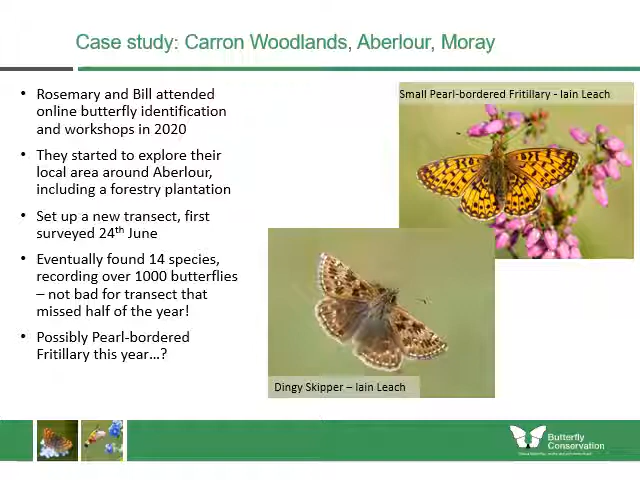 Case study: Carron Woodlands, Aberlour, Moray
• Rosemary and Bill attended
online butterfly identification
and workshops in 2020
• They started to explore their
local area around Aberlour,
including a forestry plantation
• Set up a new transect, first
surveyed 24th June
• Eventually found 14 species,
recording over 1000 butterflies
– not bad for transect that
missed half of the year!
• Possibly Pearl-bordered
Fritillary this year…?
Small Pearl-bordered Fritillary - Iain Leach
Dingy Skipper – Iain Leach
Butterfly
Conservation